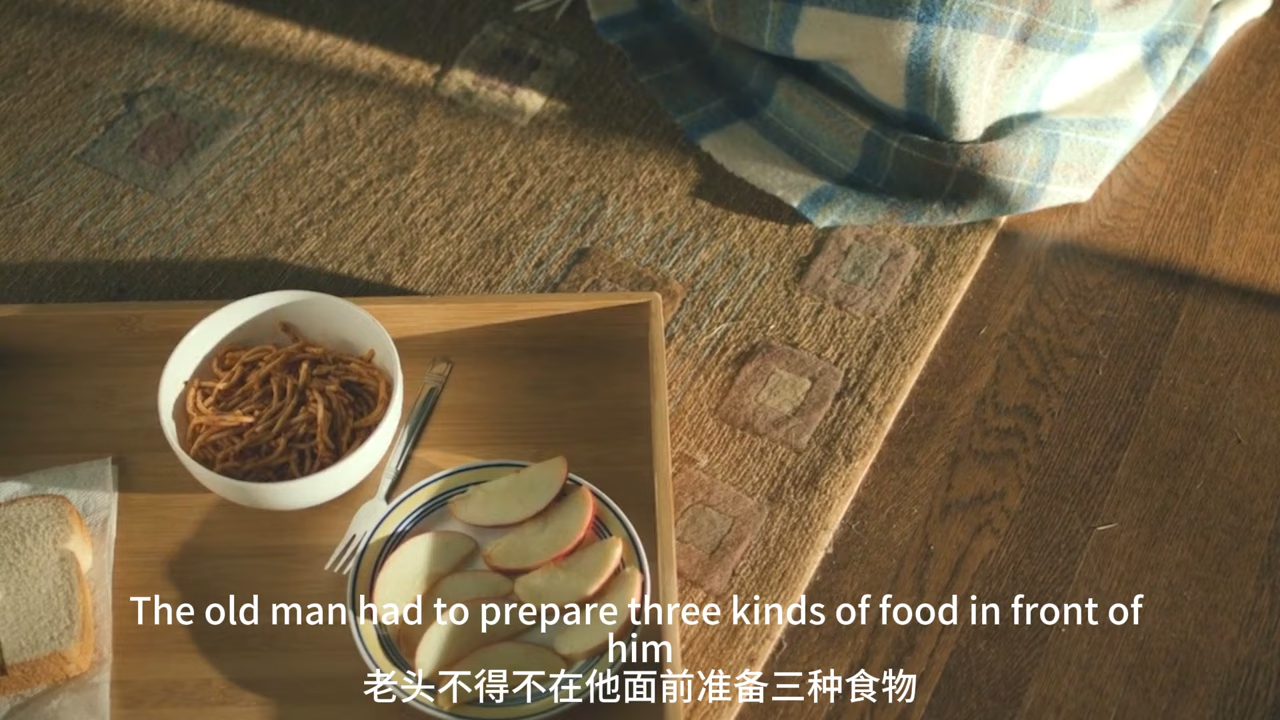 The old man had to prepare three kinds of food in front of
him
老头不得不在他面前准备三种食物